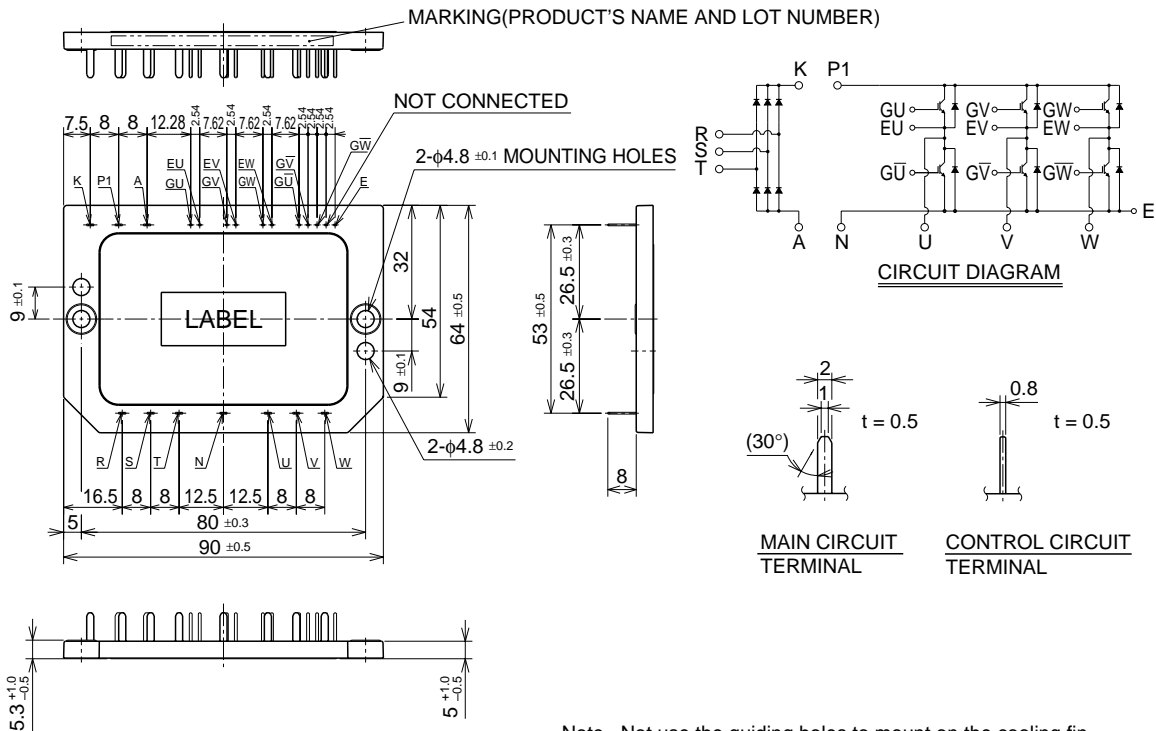 MARKING(PRODUCT'S NAME AND LOT NUMBER)
NOT CONNECTED
7.5 8 8 12.28 2.54 7.62 2.54 7.62 2.54 7.62 2.54 2.54 2.54 2.54
GW̅
2-φ4.8 ±0.1 MOUNTING HOLES
EU EV EW GV̅
K P1 A GU GV GW GU̅ E
LABEL
9 ±0.1
32
54
64 ±0.5
9 ±0.1
2-φ4.8 ±0.2
R S T N U V W
16.5 8 8 12.5 12.5 8 8
5 80 ±0.3
90 ±0.5
53 ±0.5
26.5 ±0.3
26.5 ±0.3
8
K P1
R
S
T
GU GV GW
EU EV EW
GU̅ GV̅ GW̅
E
A N U V W
CIRCUIT DIAGRAM
2
1
t = 0.5
(30°)
MAIN CIRCUIT
TERMINAL
0.8
t = 0.5
CONTROL CIRCUIT
TERMINAL
5.3 +1.0 −0.5
5 +1.0 −0.5
Note. Not use the guiding holes to mount on the cooling fin.